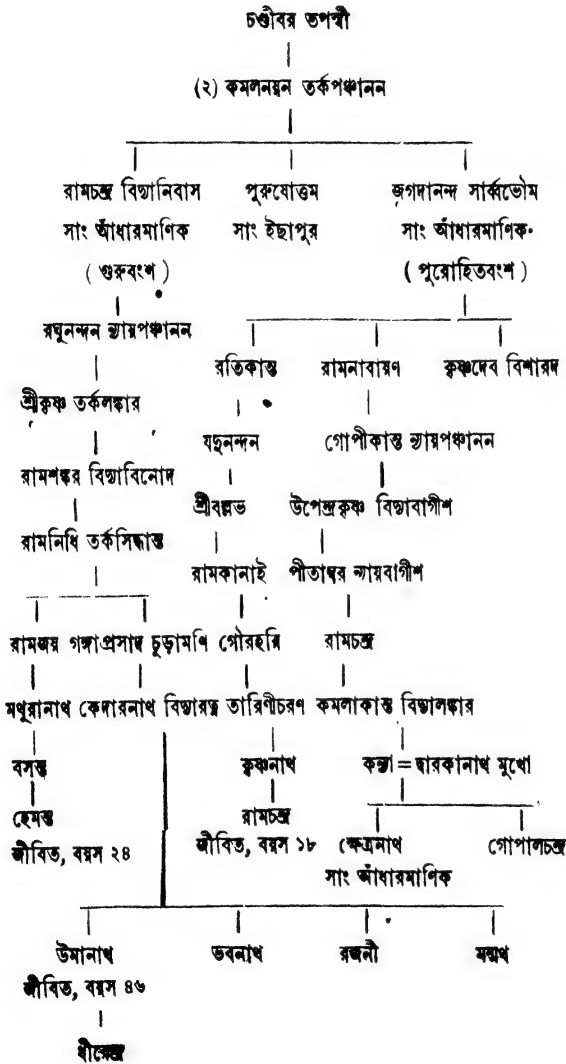 চণ্ডীবর তপস্বী
(২) কমলনয়ন তর্কপঞ্চানন
রামচন্দ্র বিদ্যানিবাস পুরুষোত্তম জগদানন্দ সার্ব্বভৌম
সাং আঁধারমাণিক সাং ইছাপুর সাং আঁধারমাণিক
( গুরুবংশ ) ( পুরোহিতবংশ )
রঘুনন্দন ন্যায়পঞ্চানন
রতিকান্ত রামনারায়ণ কৃষ্ণদেব বিশারদ
শ্রীকৃষ্ণ তর্কলঙ্কার
যদুনন্দন গোপীকান্ত ন্যায়পঞ্চানন
রামশঙ্কর বিদ্যাবিনোদ
শ্রীবল্লভ উপেন্দ্রকৃষ্ণ বিদ্যাবাগীশ
রামনিধি তর্কসিদ্ধান্ত
রামকানাই পীতাম্বর ন্যায়বাগীশ
রামজয় গঙ্গাপ্রসাদ চূড়ামণি গৌরহরি রামচন্দ্র
মথুরানাথ কেদারনাথ বিদ্যারত্ন তারিণীচরণ কমলাকান্ত বিদ্যালঙ্কার
বসন্ত কৃষ্ণনাথ কন্যা = দ্বারকানাথ মুখো
হেমন্ত রামচন্দ্র
জীবিত, বয়স ২৪ জীবিত, বয়স ১৮ ক্ষেত্রনাথ গোপালচন্দ্র
সাং আঁধারমাণিক
উমানাথ ভবনাথ রজনী মন্মথ
জীবিত, বয়স ৪৬
ধীরেন্দ্র